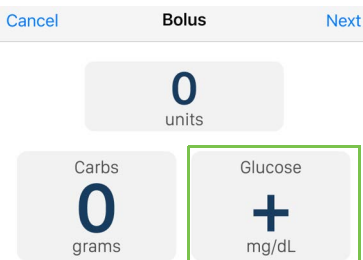 Cancel Bolus Next
0
units
Carbs Glucose
0 +
grams mg/dL